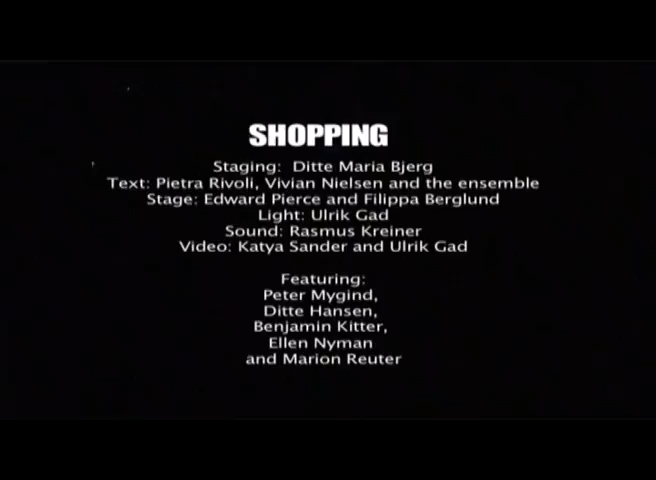 SHOPPING
Staging: Ditte Maria Bjerg
Text: Pietra Rivoli, Vivian Nielsen and the ensemble
Stage: Edward Pierce and Filippa Berglund
Light: Ulrik Gad
Sound: Rasmus Kreiner
Video: Katya Sander and Ulrik Gad
Featuring:
Peter Mygind,
Ditte Hansen,
Benjamin Kitter,
Ellen Nyman
and Marion Reuter